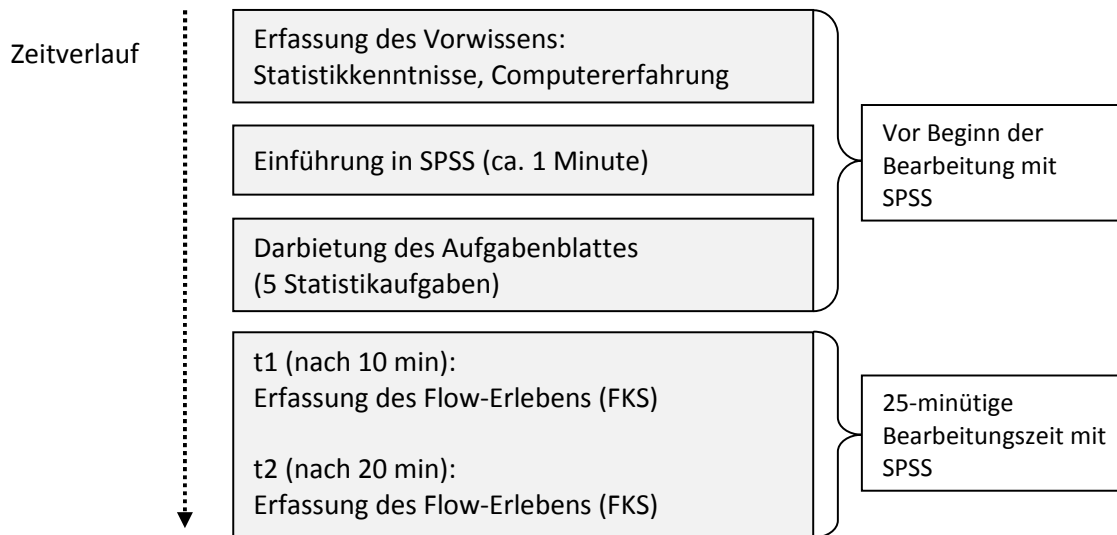 Zeitverlauf
Erfassung des Vorwissens:
Statistikkenntnisse, Computererfahrung
Einführung in SPSS (ca. 1 Minute)
Darbietung des Aufgabenblattes
(5 Statistikaufgaben)
Vor Beginn der
Bearbeitung mit
SPSS
t1 (nach 10 min):
Erfassung des Flow-Erlebens (FKS)
t2 (nach 20 min):
Erfassung des Flow-Erlebens (FKS)
25-minütige
Bearbeitungszeit mit
SPSS